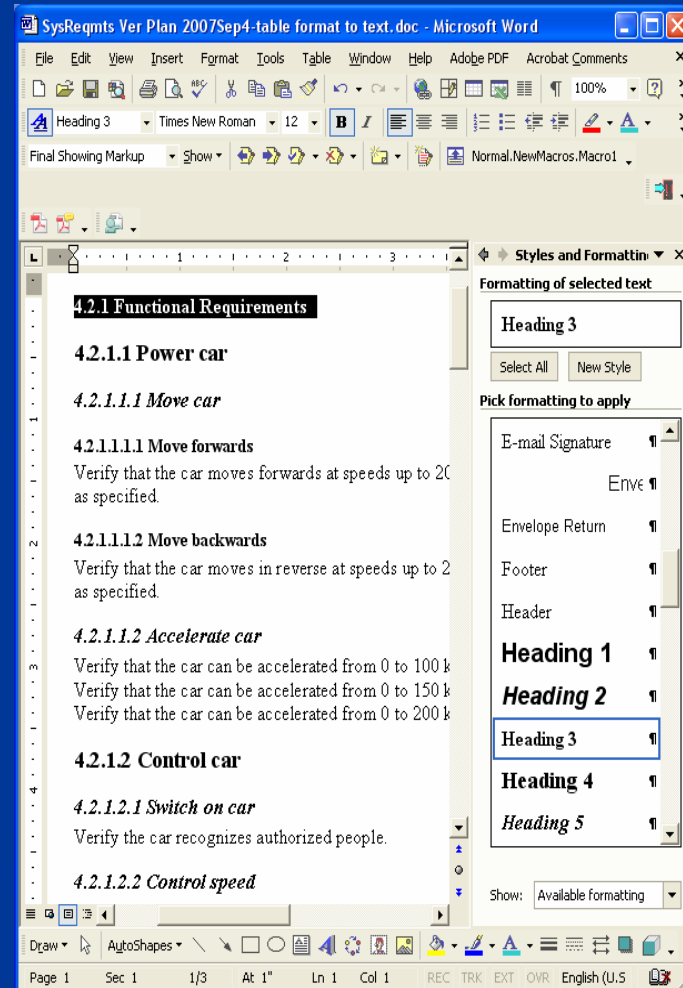 SysReqmts Ver Plan 2007Sep4-table format to text.doc - Microsoft Word
File Edit View Insert Format Tools Table Window Help Adobe PDF Acrobat Comments
100%
Heading 3 Times New Roman 12 B I A
Final Showing Markup Show Normal.NewMacros.Macro1
L 1 2 3
Styles and Formattin
Formatting of selected text
Heading 3
Select All New Style
Pick formatting to apply
E-mail Signature ¶
Enve ¶
Envelope Return ¶
Footer ¶
Header ¶
Heading 1 ¶
Heading 2 ¶
Heading 3 ¶
Heading 4 ¶
Heading 5 ¶
Show: Available formatting
4.2.1 Functional Requirements
4.2.1.1 Power car
4.2.1.1.1 Move car
4.2.1.1.1.1 Move forwards
Verify that the car moves forwards at speeds up to 20
as specified.
4.2.1.1.1.2 Move backwards
Verify that the car moves in reverse at speeds up to 2
as specified.
4.2.1.1.2 Accelerate car
Verify that the car can be accelerated from 0 to 100 k
Verify that the car can be accelerated from 0 to 150 k
Verify that the car can be accelerated from 0 to 200 k
4.2.1.2 Control car
4.2.1.2.1 Switch on car
Verify the car recognizes authorized people.
4.2.1.2.2 Control speed
Draw AutoShapes
Page 1 Sec 1 1/3 At 1" Ln 1 Col 1 REC TRK EXT OVR English (U.S